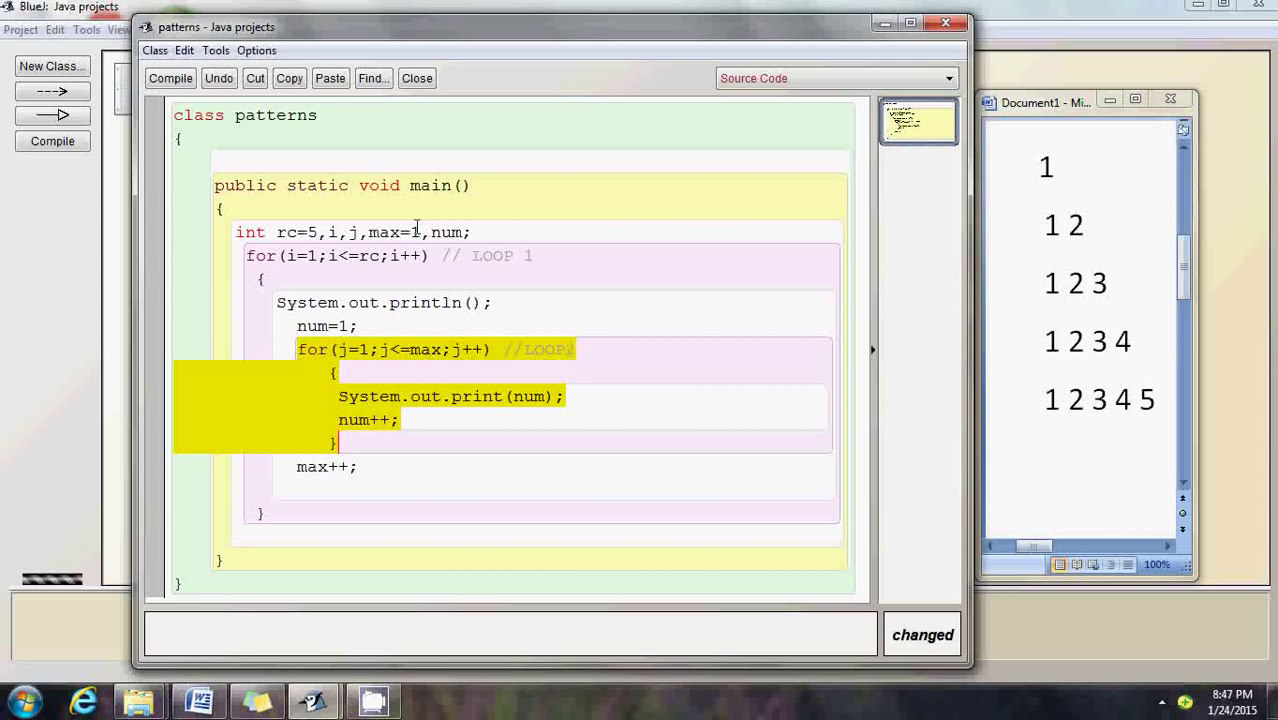 BlueJ: Java projects
Project Edit Tools View
New Class...
Compile
patterns - Java projects
Class Edit Tools Options
Compile Undo Cut Copy Paste Find... Close
Source Code
class patterns
{
public static void main()
{
int rc=5,i,j,max=1,num;
for(i=1;i<=rc;i++) // LOOP 1
{
System.out.println();
num=1;
for(j=1;j<=max;j++) //LOOP2
{
System.out.print(num);
num++;
}
max++;
}
}
}
changed
Document1 - Mi...
1
1 2
1 2 3
1 2 3 4
1 2 3 4 5
100%
8:47 PM
1/24/2015